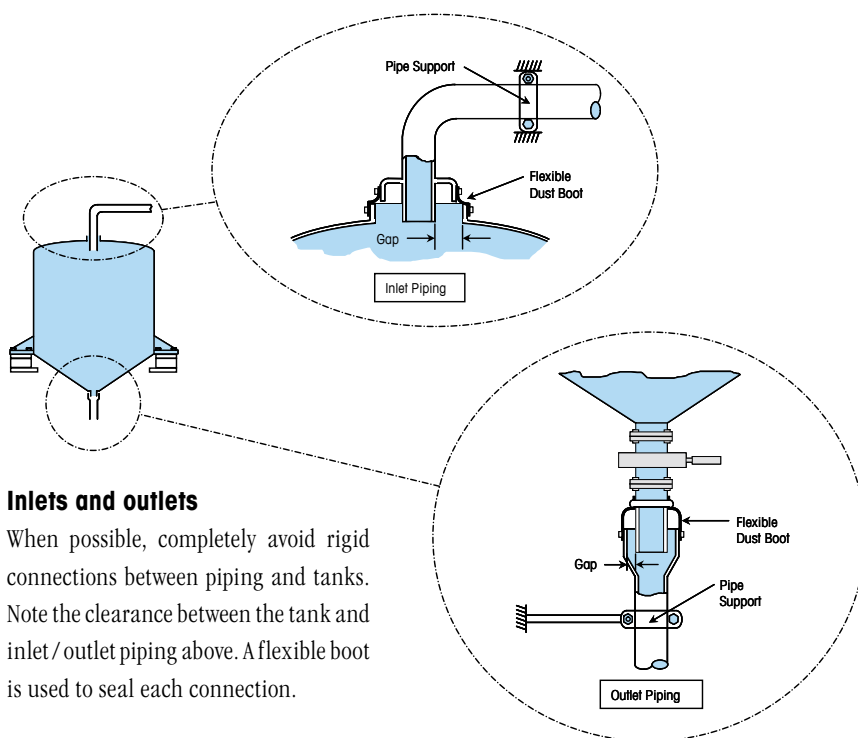 Pipe Support
Flexible
Dust Boot
Gap
Inlet Piping
Inlets and outlets
When possible, completely avoid rigid
connections between piping and tanks.
Note the clearance between the tank and
inlet / outlet piping above. A flexible boot
is used to seal each connection.
Flexible
Dust Boot
Gap
Pipe
Support
Outlet Piping